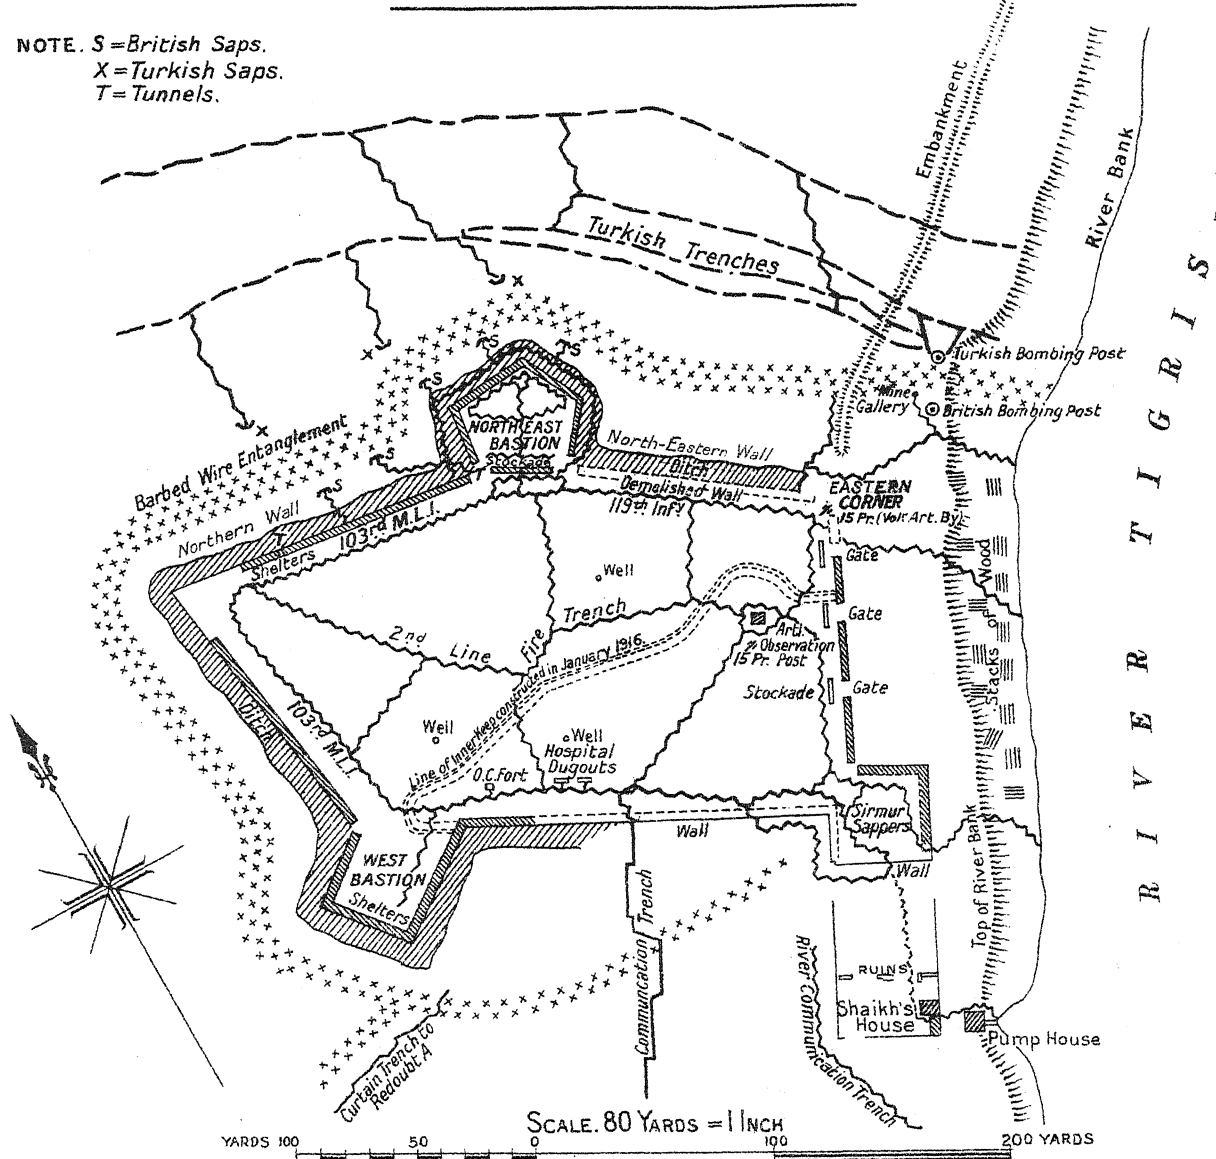 NOTE. S=British Saps.
X=Turkish Saps.
T=Tunnels.
Embankment
River Bank
Turkish Trenches
S
X
S
S
Turkish Bombing Post
X
S
Mine
Gallery
British Bombing Post
NORTH EAST
BASTION
North-Eastern Wall
Barbed Wire Entanglement
X
S
Stockade
T
Ditch
Demolished Wall
EASTERN
CORNER
15 Pr. (Vol. Art. By)
S
119th Infy
Northern Wall
103rd M.L.I.
T
Shelters
Gate
Well
Stacks of Wood
Trench
Gate
2nd Line
Fire
Artl.
Observation
15 Pr. Post
Line of Inner Keep constructed in January 1916.
Stockade
Gate
Ditch
103rd M.L.I.
Well
Well
Hospital
Dugouts
O.C. Fort
Sirmur
Sappers
Wall
WEST
BASTION
Shelters
Wall
Top of River Bank
Communication Trench
River Communication Trench
RUINS
Shaikh's
House
Pump House
Curtain Trench to
Redoubt A
RIVER TIGRIS
SCALE. 80 YARDS = 1 INCH
YARDS 100 50 0 100 200 YARDS